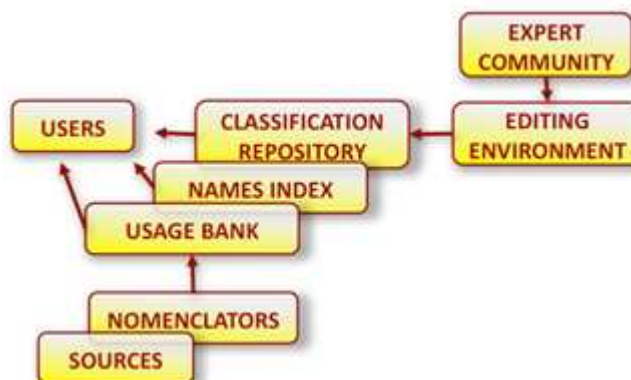 EXPERT
COMMUNITY
USERS
CLASSIFICATION
REPOSITORY
EDITING
ENVIRONMENT
NAMES INDEX
USAGE BANK
NOMENCLATORS
SOURCES